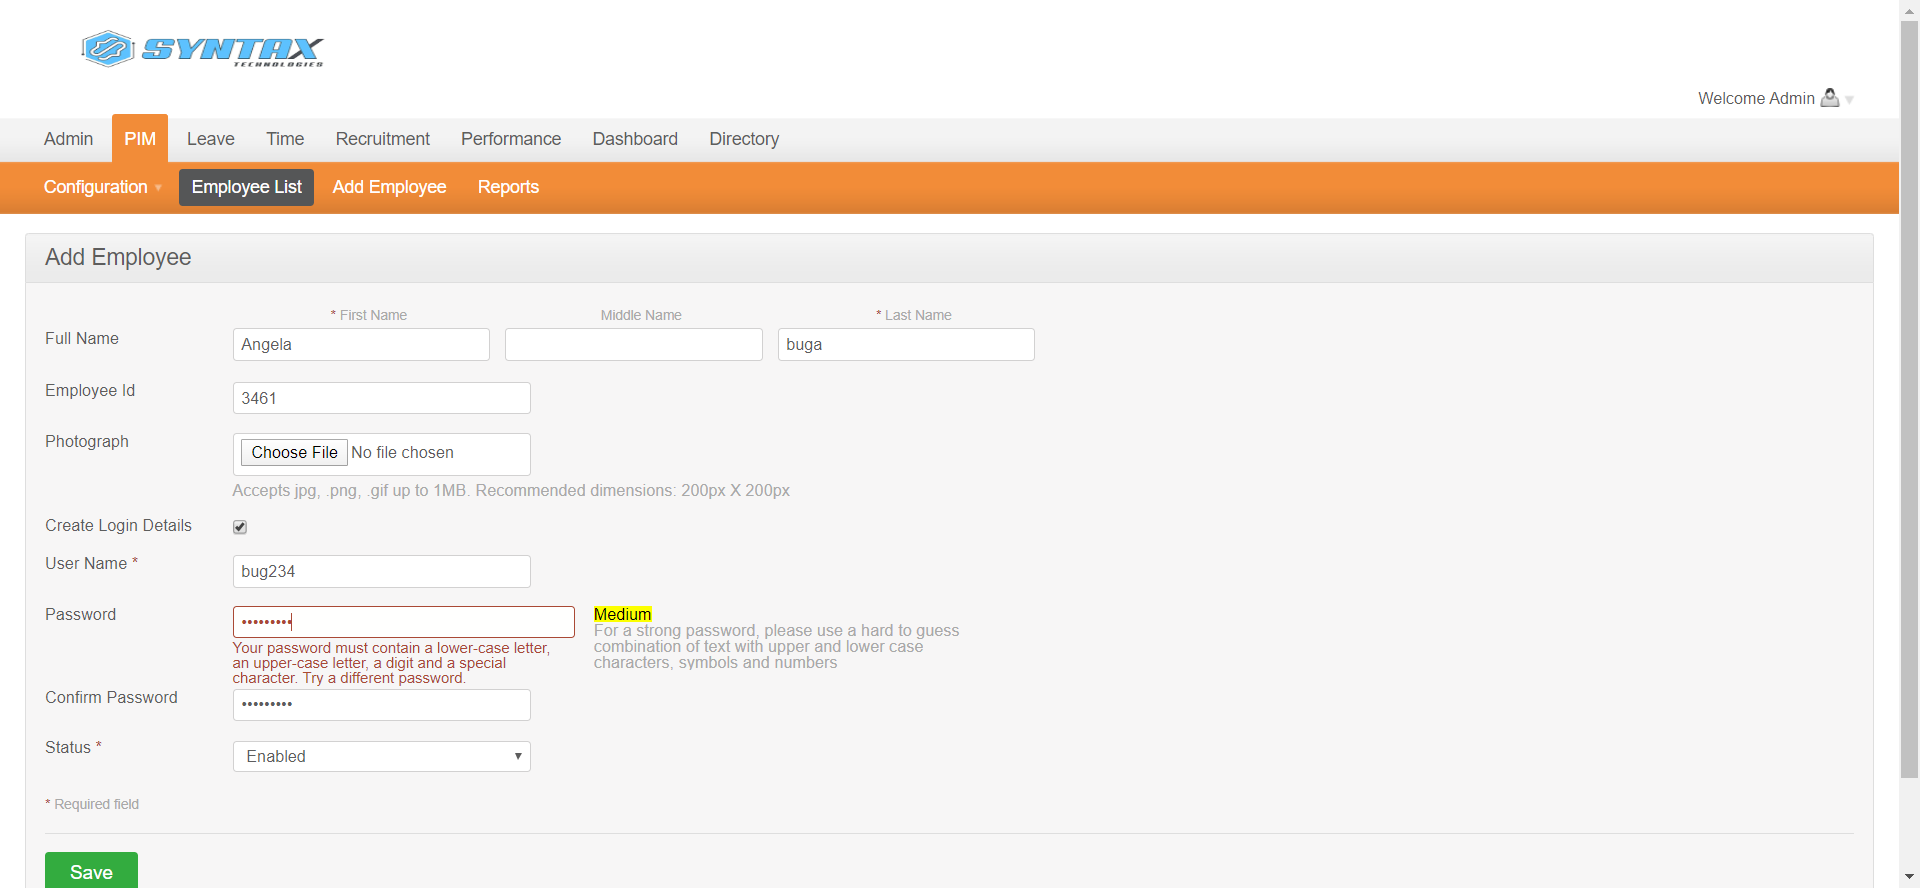 SYNTAX
TECHNOLOGIES
Welcome Admin
Admin PIM Leave Time Recruitment Performance Dashboard Directory
Configuration Employee List Add Employee Reports
Add Employee
* First Name Middle Name * Last Name
Full Name Angela buga
Employee Id 3461
Photograph Choose File No file chosen
Accepts jpg, .png, .gif up to 1MB. Recommended dimensions: 200px X 200px
Create Login Details
User Name * bug234
Password ••••••••• Medium
For a strong password, please use a hard to guess
combination of text with upper and lower case
characters, symbols and numbers
Your password must contain a lower-case letter,
an upper-case letter, a digit and a special
character. Try a different password.
Confirm Password •••••••••
Status * Enabled
* Required field
Save